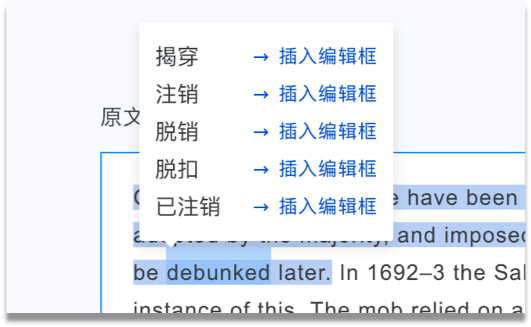 揭穿 → 插入编辑框
注销 → 插入编辑框
脱销 → 插入编辑框
脱扣 → 插入编辑框
已注销 → 插入编辑框
原文
have been
by the majority, and imposed
be debunked later. In 1692–3 the Sal
instance of this. The mob relied on a